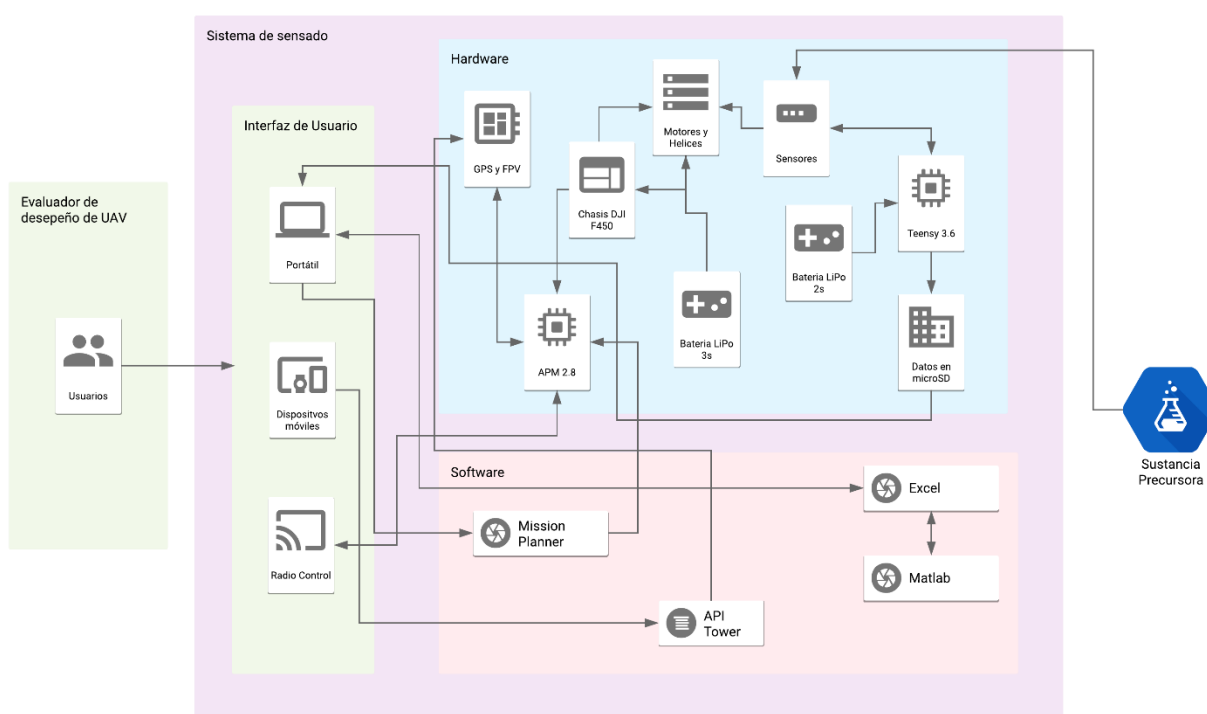 Sistema de sensado
Hardware
Interfaz de Usuario
Evaluador de
desepeño de UAV
Usuarios
Portátil
Dispositvos
móviles
Radio Control
GPS y FPV
Motores y
Helices
Sensores
Chasis DJI
F450
Teensy 3.6
Bateria LiPo
2s
Bateria LiPo
3s
APM 2.8
Datos en
microSD
Sustancia
Precursora
Software
Excel
Mission
Planner
Matlab
API
Tower